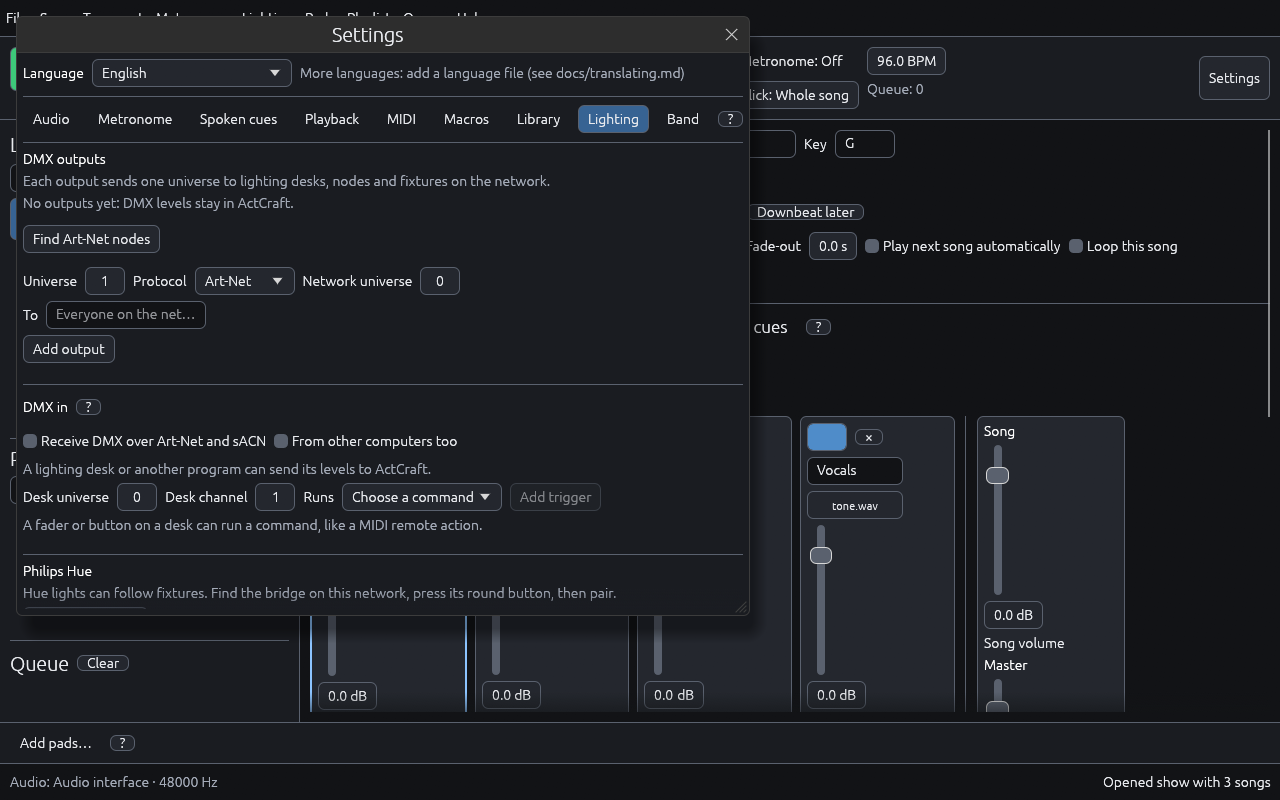 Settings
Language English More languages: add a language file (see docs/translating.md)
Audio Metronome Spoken cues Playback MIDI Macros Library Lighting Band ?
DMX outputs
Each output sends one universe to lighting desks, nodes and fixtures on the network.
No outputs yet: DMX levels stay in ActCraft.
Find Art-Net nodes
Universe 1 Protocol Art-Net Network universe 0
To Everyone on the net…
Add output
DMX in ?
Receive DMX over Art-Net and sACN From other computers too
A lighting desk or another program can send its levels to ActCraft.
Desk universe 0 Desk channel 1 Runs Choose a command Add trigger
A fader or button on a desk can run a command, like a MIDI remote action.
Philips Hue
Hue lights can follow fixtures. Find the bridge on this network, press its round button, then pair.
96.0 BPM
: Off
: Whole song
Queue: 0
Settings
Key G
Downbeat later
0.0 s Play next song automatically Loop this song
cues ?
×
Vocals
tone.wav
Song
0.0 dB
Song volume
Master
Queue Clear
0.0 dB 0.0 dB 0.0 dB 0.0 dB
Add pads… ?
Audio: Audio interface · 48000 Hz
Opened show with 3 songs